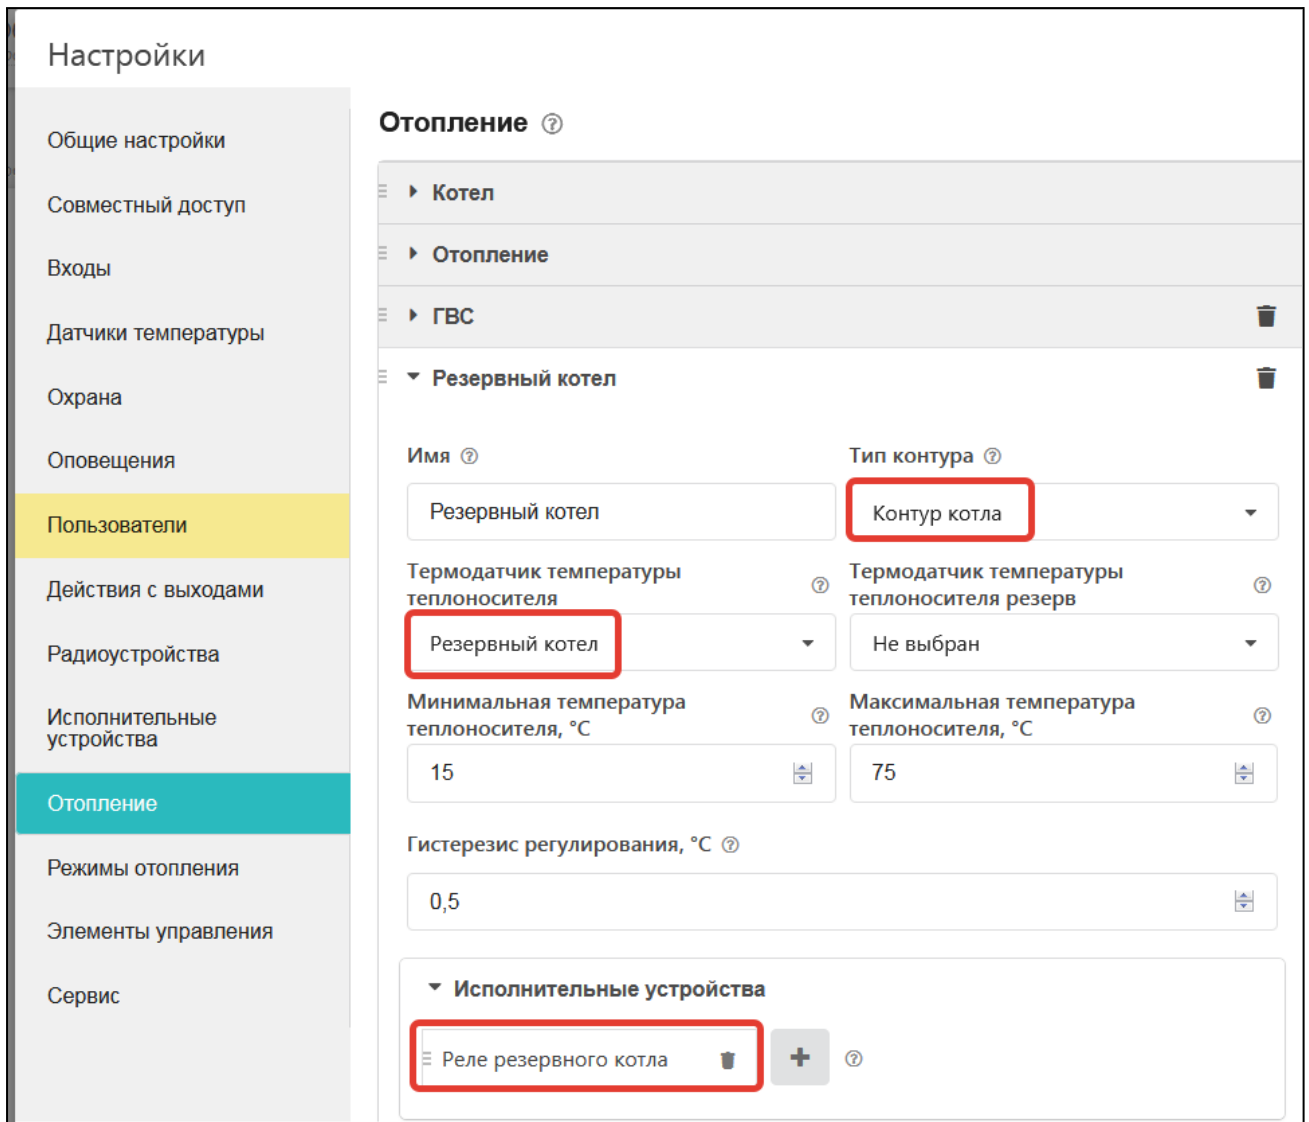 Настройки
Общие настройки
Совместный доступ
Входы
Датчики температуры
Охрана
Оповещения
Пользователи
Действия с выходами
Радиоустройства
Исполнительные
устройства
Отопление
Режимы отопления
Элементы управления
Сервис
Отопление
Котел
Отопление
ГВС
Резервный котел
Имя
Тип контура
Резервный котел
Контур котла
Термодатчик температуры
теплоносителя
Термодатчик температуры
теплоносителя резерв
Резервный котел
Не выбран
Минимальная температура
теплоносителя, °C
Максимальная температура
теплоносителя, °C
15
75
Гистерезис регулирования, °C
0,5
Исполнительные устройства
Реле резервного котла